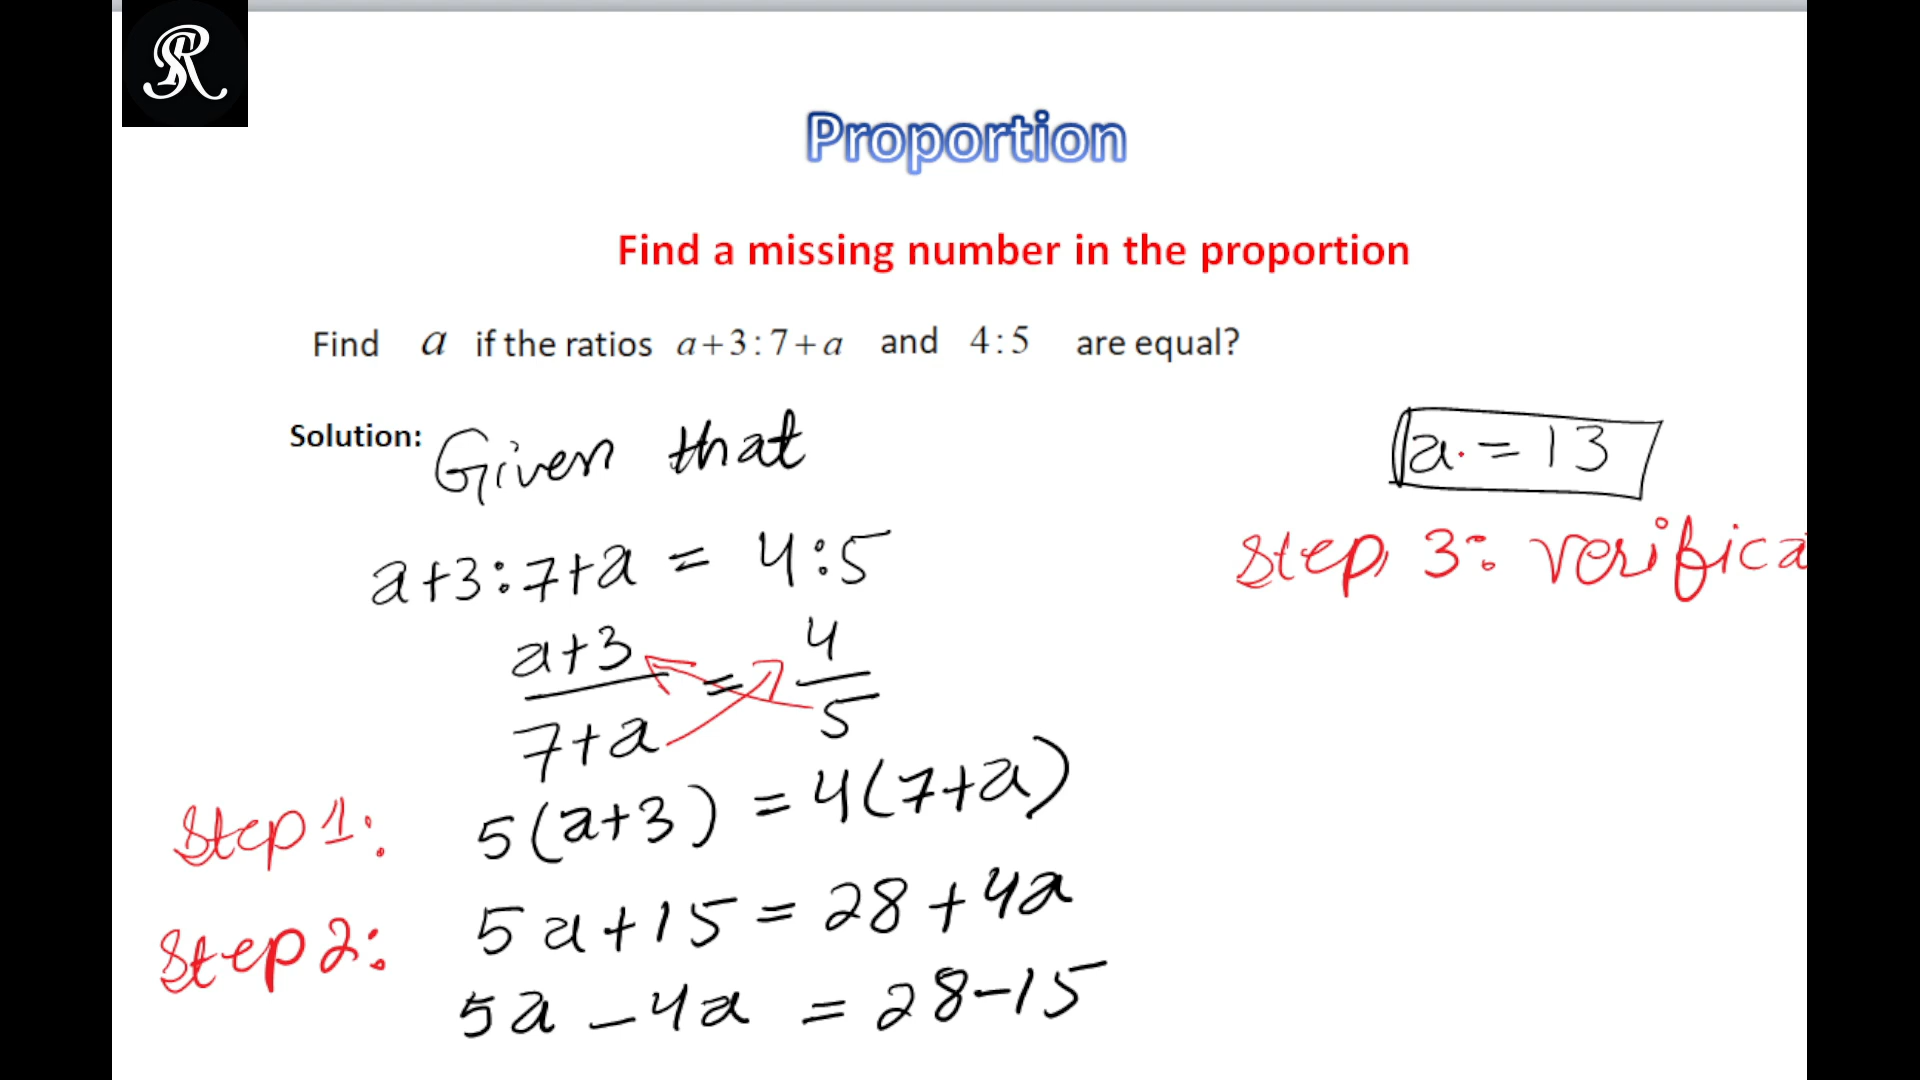 SR
Proportion
Find a missing number in the proportion
Find a if the ratios a+3:7+a and 4:5 are equal?
Solution: Given that
a+3:7+a = 4:5
a+3/7+a = 4/5
Step 1: 5(a+3) = 4(7+a)
5a+15 = 28+4a
Step 2: 5a-4a = 28-15
a = 13
Step 3: verifica